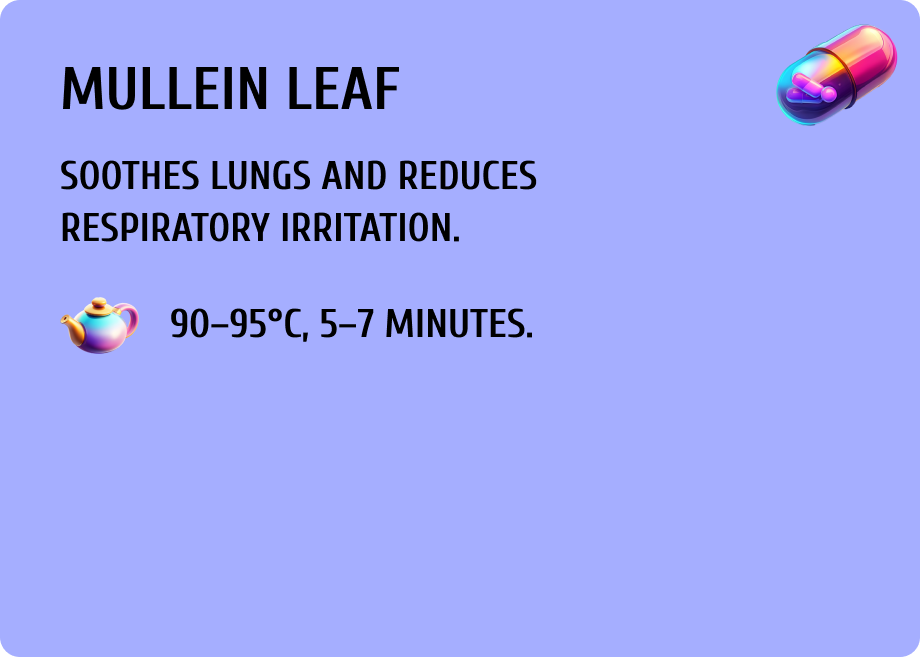 MULLEIN LEAF
SOOTHES LUNGS AND REDUCES
RESPIRATORY IRRITATION.
90–95°C, 5–7 MINUTES.